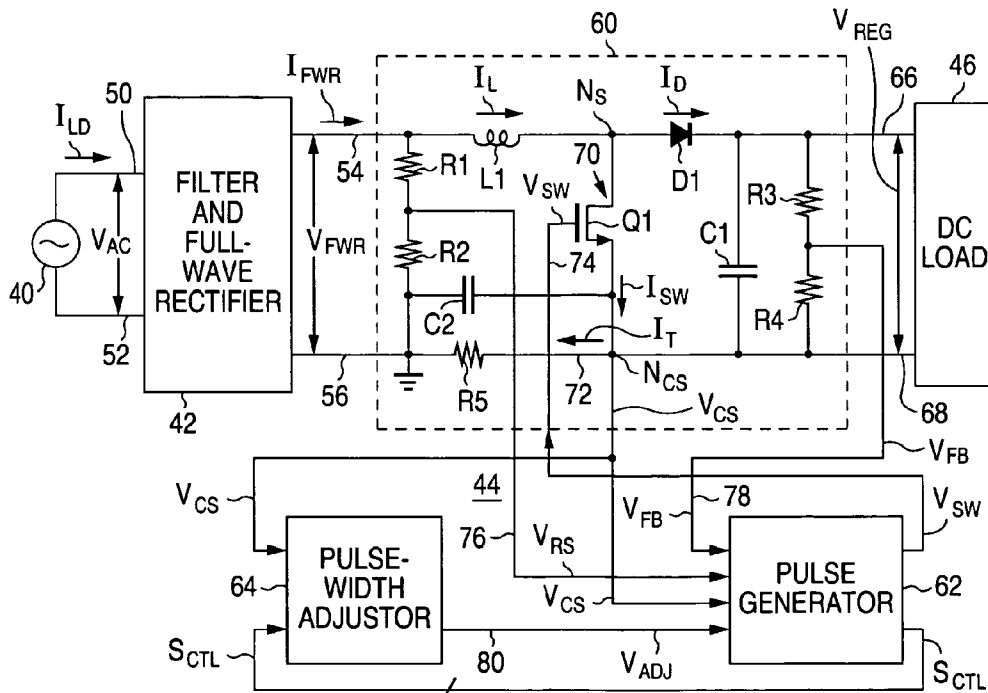 60
V_REG
I_FWR
I_L
N_S
I_D
66
46
50
I_LD
54
L1
70
D1
R1
V_SW
Q1
R3
FILTER
AND
FULL-
WAVE
RECTIFIER
V_AC
V_FWR
DC
LOAD
40
R2
74
C1
C2
I_SW
R4
52
I_T
56
R5
72
N_CS
68
42
V_CS
V_FB
V_CS
44
78
V_FB
V_SW
76
V_RS
PULSE-
WIDTH
ADJUSTOR
64
PULSE
GENERATOR
62
V_CS
S_CTL
80
V_ADJ
S_CTL